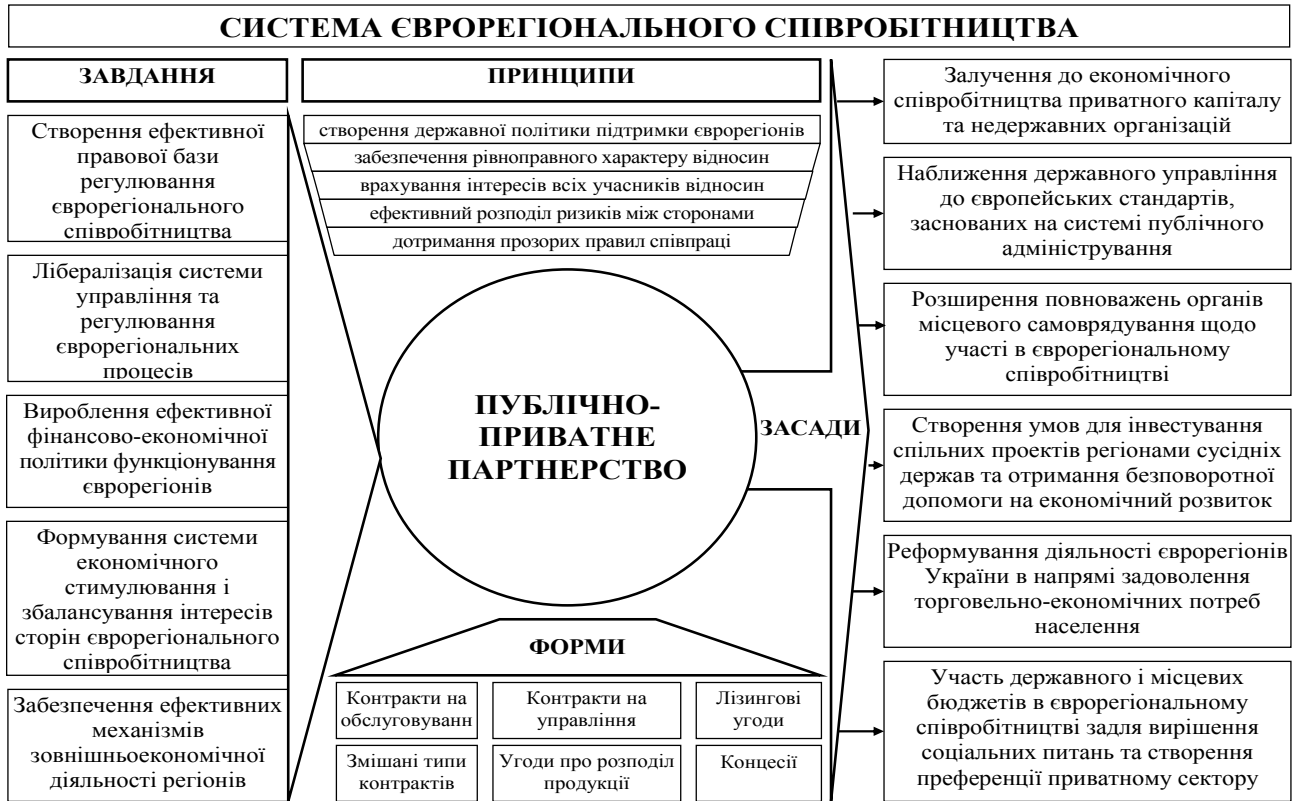 СИСТЕМА ЄВРОРЕГІОНАЛЬНОГО СПІВРОБІТНИЦТВА
ЗАВДАННЯ
Створення ефективної
правової бази
регулювання
єврорегіонального
співробітництва
Лібералізація системи
управління та
регулювання
єврорегіональних
процесів
Вироблення ефективної
фінансово-економічної
політики функціонування
єврорегіонів
Формування системи
економічного
стимулювання і
збалансування інтересів
сторін єврорегіонального
співробітництва
Забезпечення ефективних
механізмів
зовнішньоекономічної
діяльності регіонів
ПРИНЦИПИ
створення державної політики підтримки єврорегіонів
забезпечення рівноправного характеру відносин
врахування інтересів всіх учасників відносин
ефективний розподіл ризиків між сторонами
дотримання прозорих правил співпраці
ПУБЛІЧНО-
ПРИВАТНЕ
ПАРТНЕРСТВО
ЗАСАДИ
ФОРМИ
Контракти на
обслуговуванн
Контракти на
управління
Лізингові
угоди
Змішані типи
контрактів
Угоди про розподіл
продукції
Концесії
Залучення до економічного
співробітництва приватного капіталу
та недержавних організацій
Наближення державного управління
до європейських стандартів,
заснованих на системі публічного
адміністрування
Розширення повноважень органів
місцевого самоврядування щодо
участі в єврорегіональному
співробітництві
Створення умов для інвестування
спільних проектів регіонами сусідніх
держав та отримання безповоротної
допомоги на економічний розвиток
Реформування діяльності єврорегіонів
України в напрямі задоволення
торговельно-економічних потреб
населення
Участь державного і місцевих
бюджетів в єврорегіональному
співробітництві задля вирішення
соціальних питань та створення
преференції приватному сектору